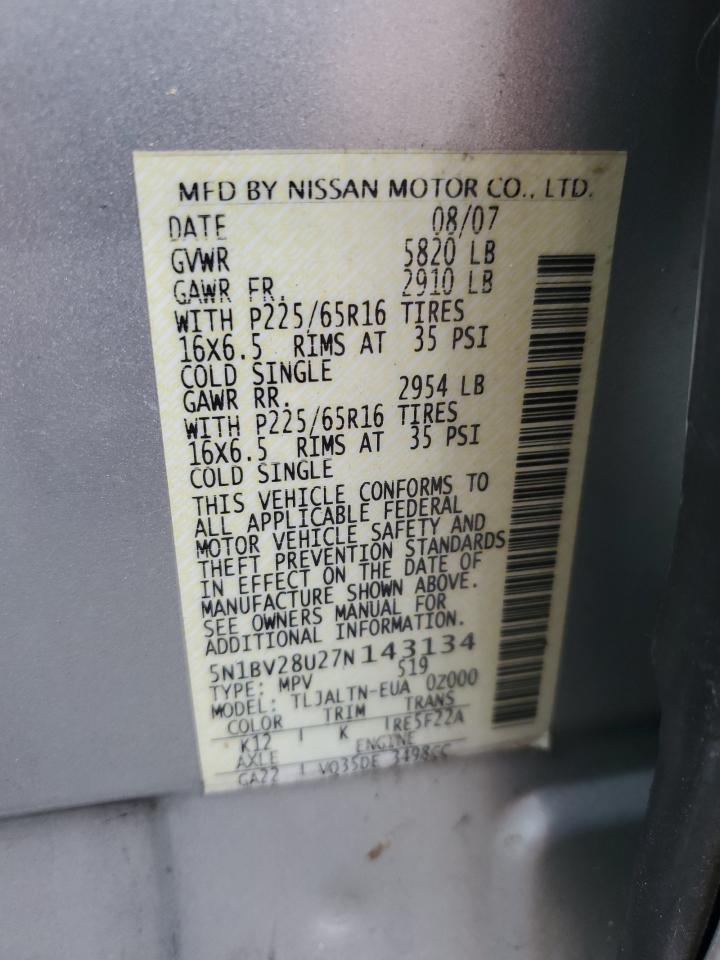 MFD BY NISSAN MOTOR CO., LTD.
DATE 08/07
GVWR 5820 LB
GAWR FR. 2910 LB
WITH P225/65R16 TIRES
16X6.5 RIMS AT 35 PSI
COLD SINGLE
GAWR RR. 2954 LB
WITH P225/65R16 TIRES
16X6.5 RIMS AT 35 PSI
COLD SINGLE
THIS VEHICLE CONFORMS TO
ALL APPLICABLE FEDERAL
MOTOR VEHICLE SAFETY AND
THEFT PREVENTION STANDARDS
IN EFFECT ON THE DATE OF
MANUFACTURE SHOWN ABOVE.
SEE OWNERS MANUAL FOR
ADDITIONAL INFORMATION.
5N1BV28U27N143134
TYPE: MPV 519
MODEL: TLJALTN-EUA 02000
COLOR TRIM TRANS
K12 K RE5F22A
AXLE ENGINE
GA22 VQ35DE 3498CC